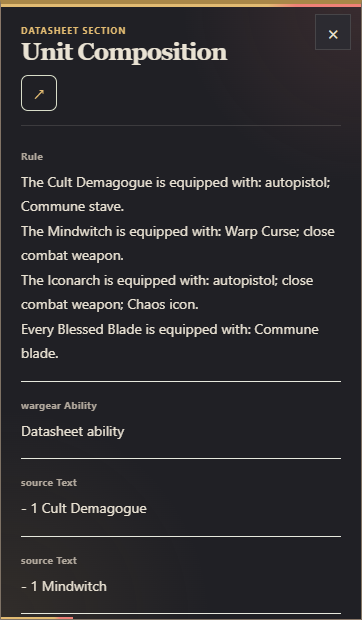 DATASHEET SECTION
Unit Composition
×
↗
Rule
The Cult Demagogue is equipped with: autopistol;
Commune stave.
The Mindwitch is equipped with: Warp Curse; close
combat weapon.
The Iconarch is equipped with: autopistol; close
combat weapon; Chaos icon.
Every Blessed Blade is equipped with: Commune
blade.
wargear Ability
Datasheet ability
source Text
- 1 Cult Demagogue
source Text
- 1 Mindwitch